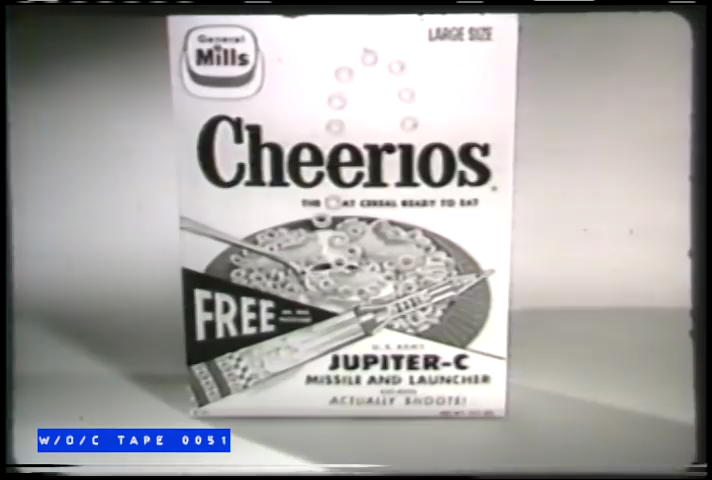 General
Mills
LARGE SIZE
Cheerios
THE OAT CEREAL READY TO EAT
FREE
U.S. ARMY
JUPITER-C
MISSILE AND LAUNCHER
ACTUALLY SHOOTS!
W/O/C TAPE 0051